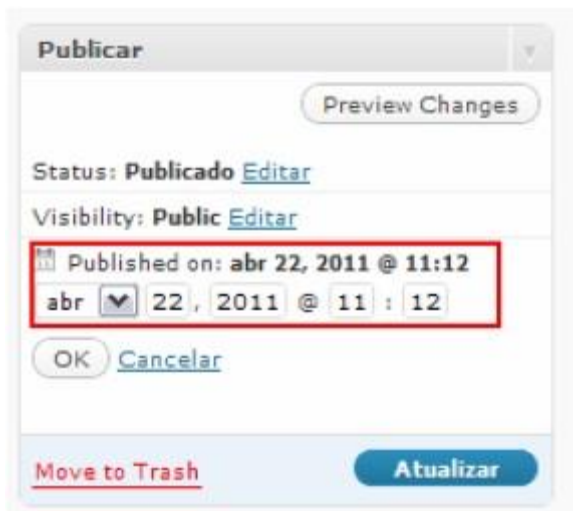 Publicar
Preview Changes
Status: Publicado Editar
Visibility: Public Editar
Published on: abr 22, 2011 @ 11:12
abr 22, 2011 @ 11 : 12
OK Cancelar
Move to Trash Atualizar